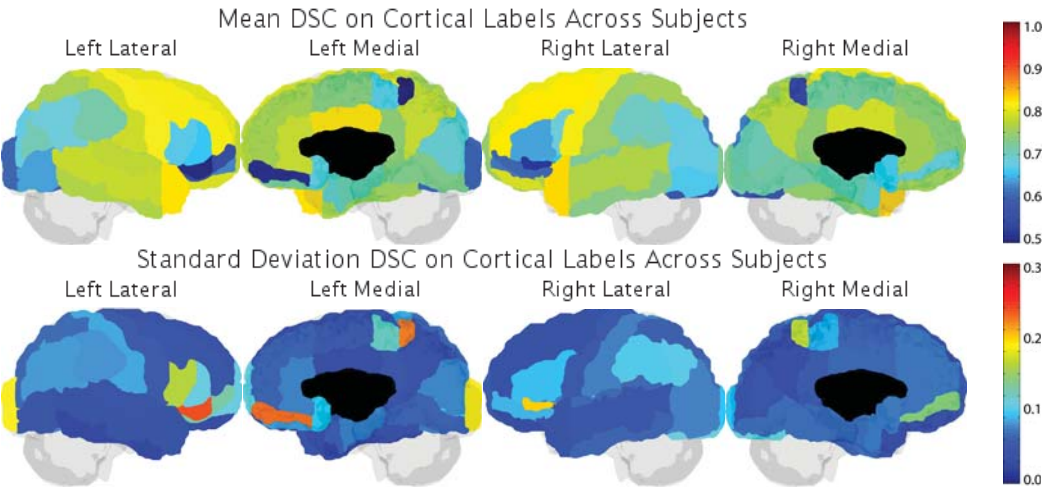 Mean DSC on Cortical Labels Across Subjects
Left Lateral Left Medial Right Lateral Right Medial
1.0
0.9
0.8
0.7
0.6
0.5
Standard Deviation DSC on Cortical Labels Across Subjects
Left Lateral Left Medial Right Lateral Right Medial
0.3
0.2
0.1
0.0